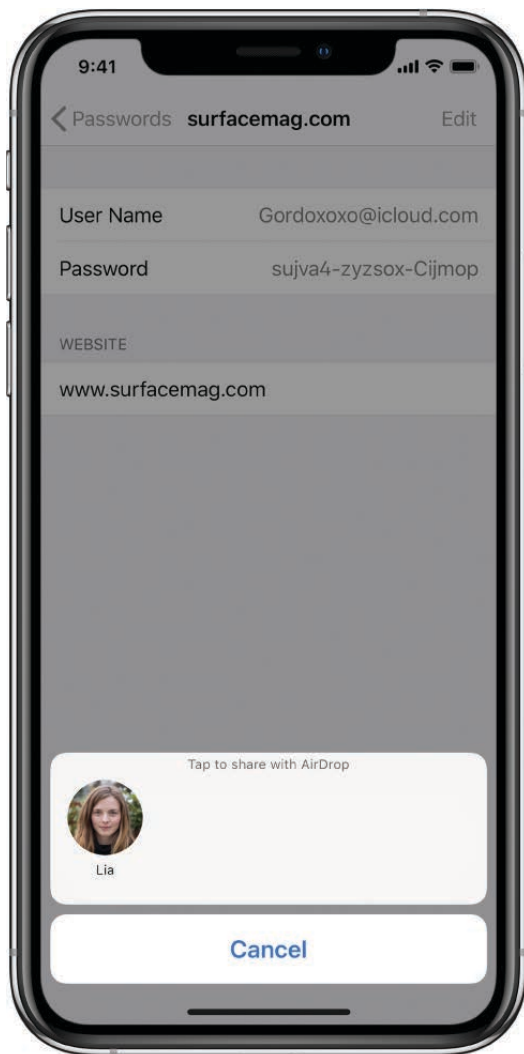 9:41
Passwords surfacemag.com Edit
User Name Gordoxoxo@icloud.com
Password sujva4-zyzsox-Cijmop
WEBSITE
www.surfacemag.com
Tap to share with AirDrop
Lia
Cancel